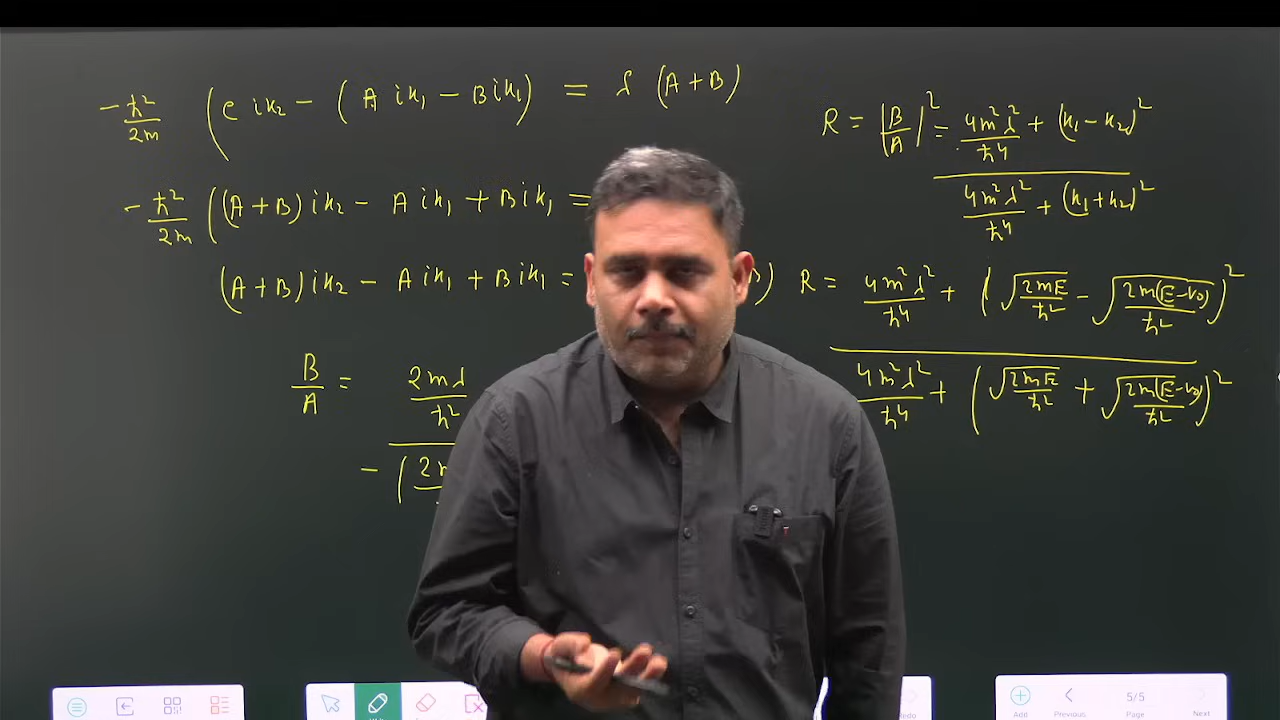 -ħ²/2m (C ik₂ - (A ik₁ - B ik₁) = λ (A+B)
-ħ²/2m ((A+B) ik₂ - A ik₁ + B ik₁ =
(A+B) ik₂ - A ik₁ + B ik₁ = B)
B/A = 2mλ/ħ²
- (2m
R = |B/A|² = 4m²λ²/ħ⁴ + (k₁ - k₂)²
4m²λ²/ħ⁴ + (k₁ + k₂)²
R = 4m²λ²/ħ⁴ + (√2mE/ħ² - √2m(E-V₀)/ħ²)²
4m²λ²/ħ⁴ + (√2mE/ħ² + √2m(E-V₀)/ħ²)²
Add Previous 5/5 Page Next
Redo